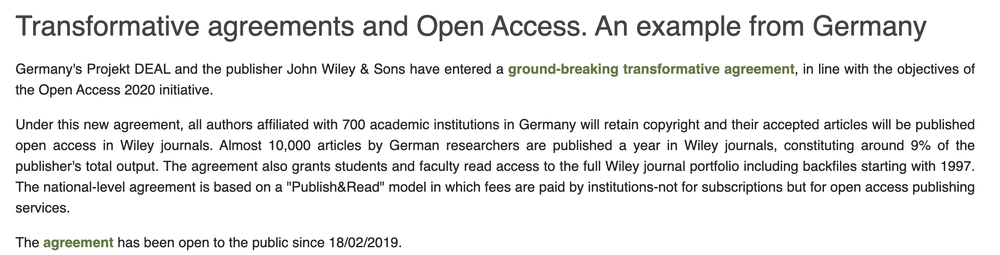 Transformative agreements and Open Access. An example from Germany
Germany's Projekt DEAL and the publisher John Wiley & Sons have entered a ground-breaking transformative agreement, in line with the objectives of
the Open Access 2020 initiative.
Under this new agreement, all authors affiliated with 700 academic institutions in Germany will retain copyright and their accepted articles will be published
open access in Wiley journals. Almost 10,000 articles by German researchers are published a year in Wiley journals, constituting around 9% of the
publisher's total output. The agreement also grants students and faculty read access to the full Wiley journal portfolio including backfiles starting with 1997.
The national-level agreement is based on a "Publish&Read" model in which fees are paid by institutions-not for subscriptions but for open access publishing
services.
The agreement has been open to the public since 18/02/2019.